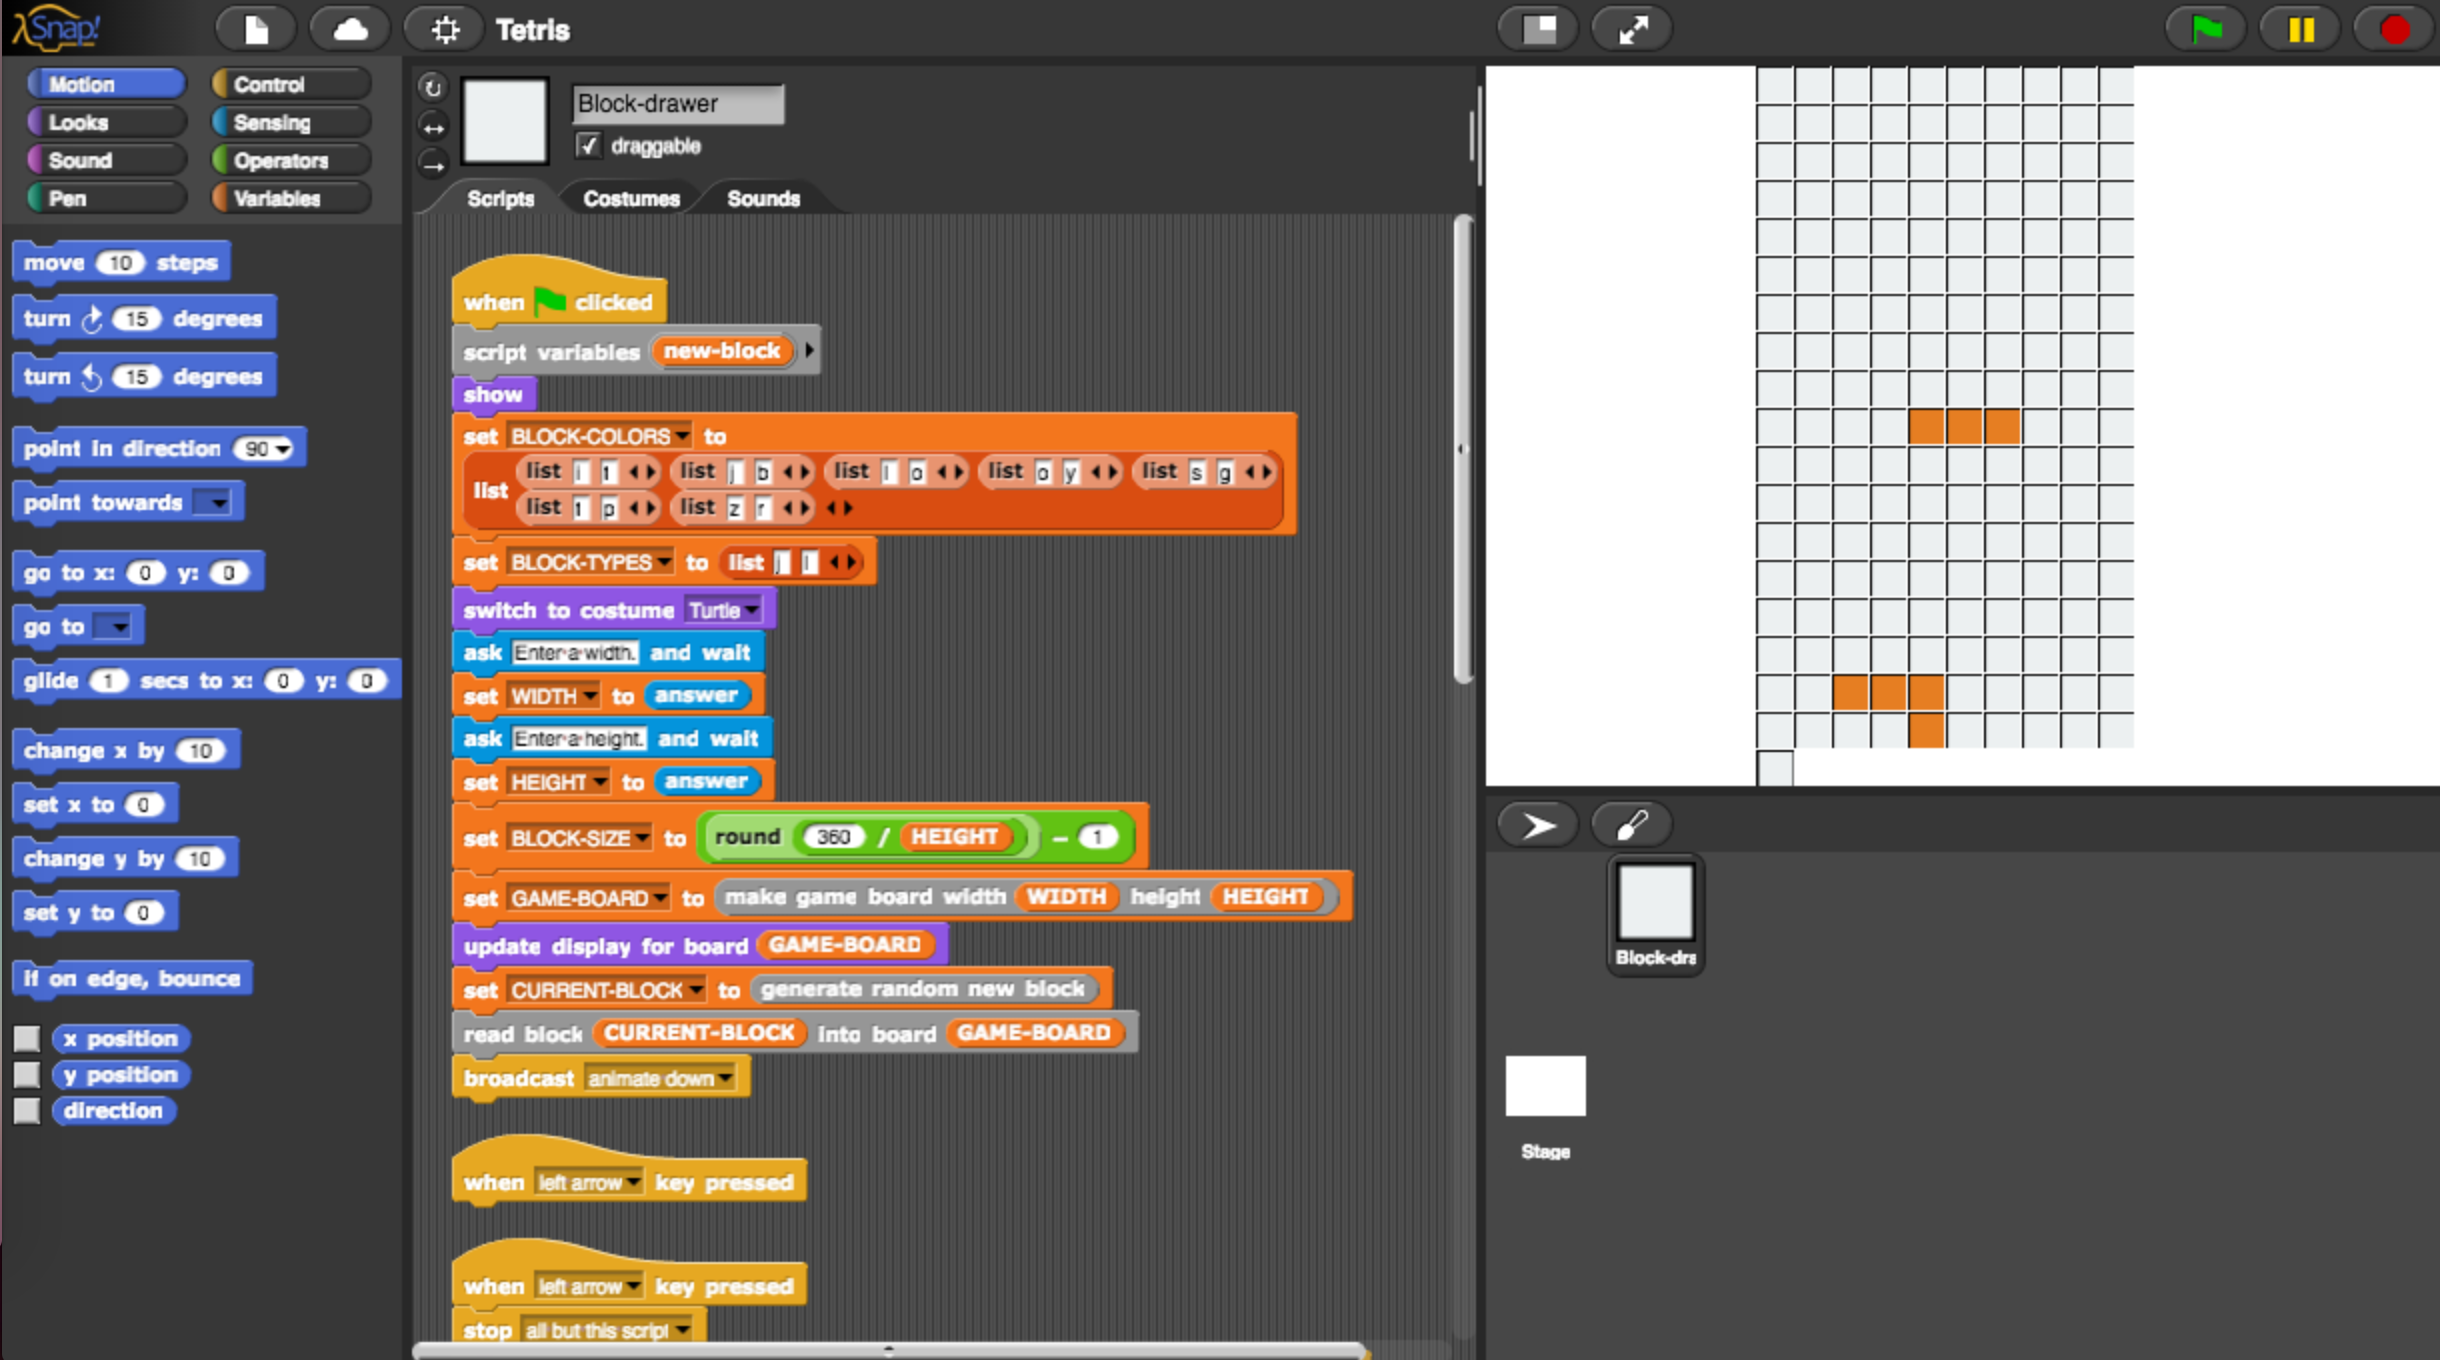 λSnap! Tetris
Motion Control
Looks Sensing
Sound Operators
Pen Variables
move 10 steps
turn 15 degrees
turn 15 degrees
point in direction 90
point towards
go to x: 0 y: 0
go to
glide 1 secs to x: 0 y: 0
change x by 10
set x to 0
change y by 10
set y to 0
if on edge, bounce
x position
y position
direction
Block-drawer
draggable
Scripts Costumes Sounds
when clicked
script variables new-block
show
set BLOCK-COLORS to
list list i t list j b list l o list o y list s g
list t p list z r
set BLOCK-TYPES to list j l
switch to costume Turtle
ask Enter a width. and wait
set WIDTH to answer
ask Enter a height. and wait
set HEIGHT to answer
set BLOCK-SIZE to round 360 / HEIGHT - 1
set GAME-BOARD to make game board width WIDTH height HEIGHT
update display for board GAME-BOARD
set CURRENT-BLOCK to generate random new block
read block CURRENT-BLOCK into board GAME-BOARD
broadcast animate down
when left arrow key pressed
when left arrow key pressed
stop all but this script
Block-dra
Stage